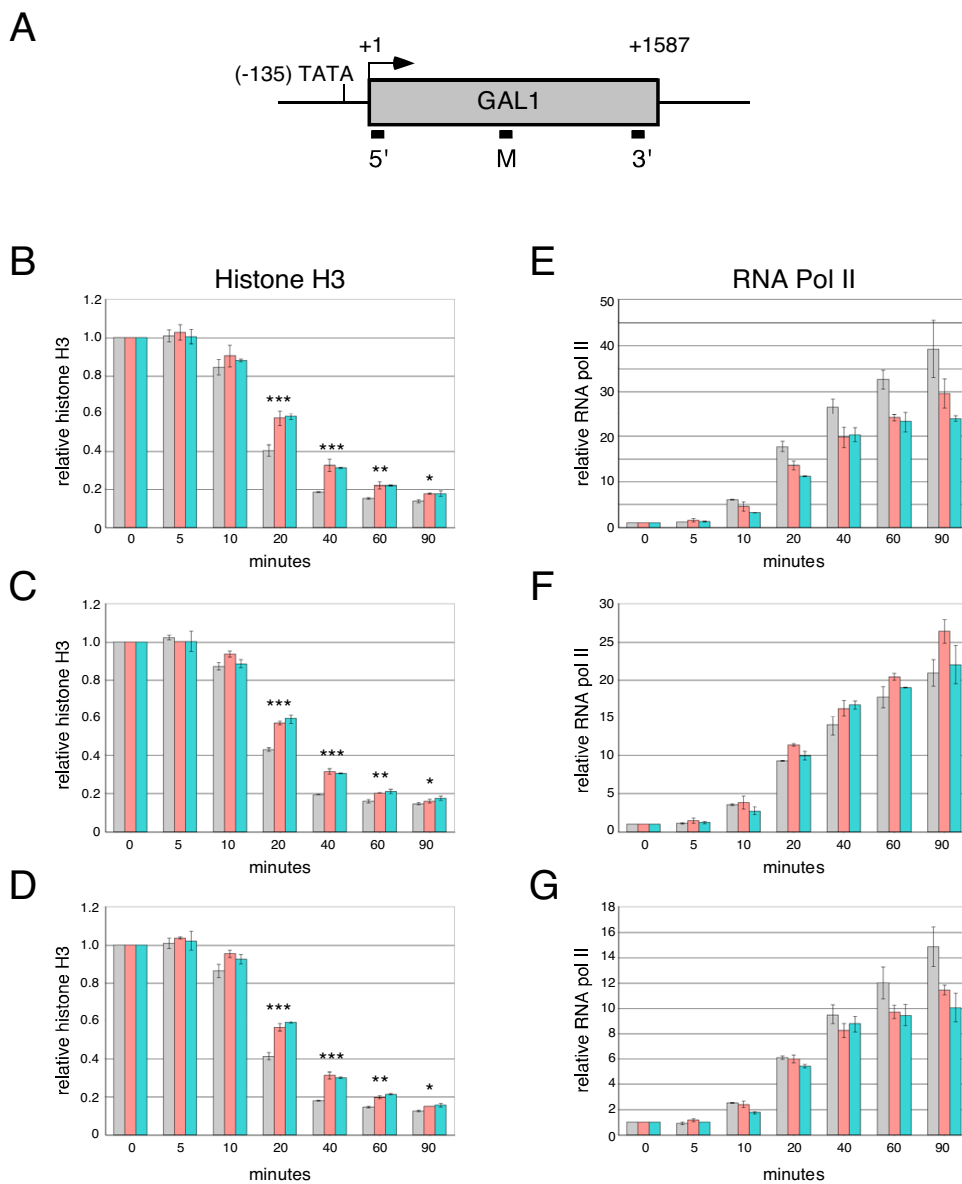 A
+1
+1587
(-135) TATA
GAL1
5'
M
3'
B
Histone H3
relative histone H3
1.2
1.0
0.8
0.6
0.4
0.2
0
***
***
**
*
0 5 10 20 40 60 90
minutes
C
relative histone H3
1.2
1.0
0.8
0.6
0.4
0.2
0
***
***
**
*
0 5 10 20 40 60 90
minutes
D
relative histone H3
1.2
1.0
0.8
0.6
0.4
0.2
0
***
***
**
*
0 5 10 20 40 60 90
minutes
E
RNA Pol II
relative RNA pol II
50
40
30
20
10
0
0 5 10 20 40 60 90
minutes
F
relative RNA pol II
30
25
20
15
10
5
0
0 5 10 20 40 60 90
minutes
G
relative RNA pol II
18
16
14
12
10
8
6
4
2
0
0 5 10 20 40 60 90
minutes